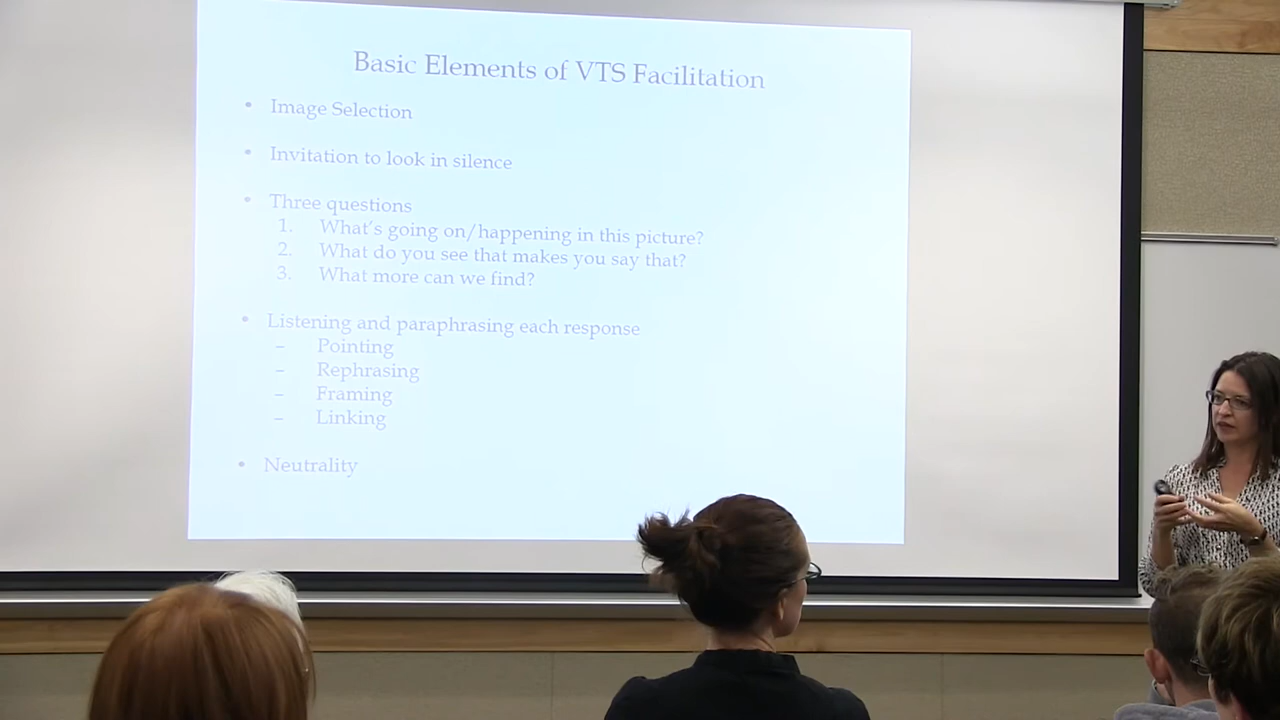 Basic Elements of VTS Facilitation
• Image Selection
• Invitation to look in silence
• Three questions
1. What's going on/happening in this picture?
2. What do you see that makes you say that?
3. What more can we find?
• Listening and paraphrasing each response
– Pointing
– Rephrasing
– Framing
– Linking
• Neutrality